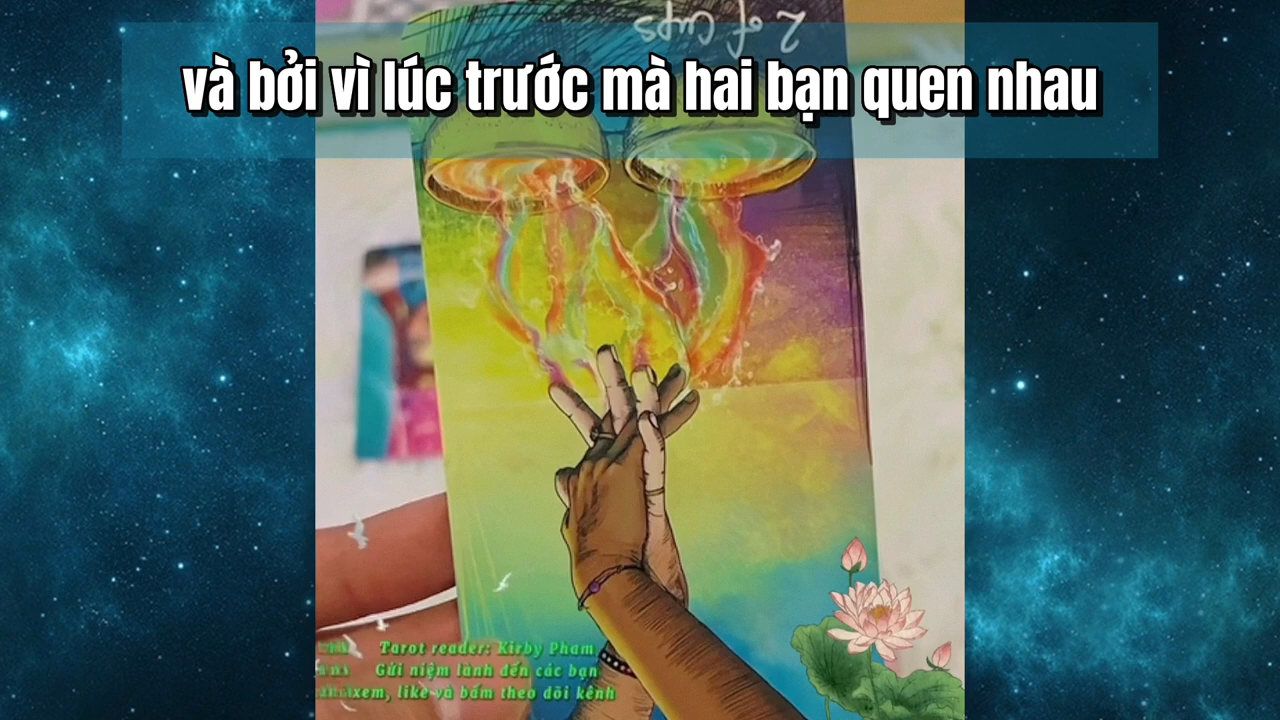 2 of Cups
và bởi vì lúc trước mà hai bạn quen nhau
Tarot reader: Kirby Pham
Gửi niệm lành đến các bạn
xem, like và bấm theo dõi kênh